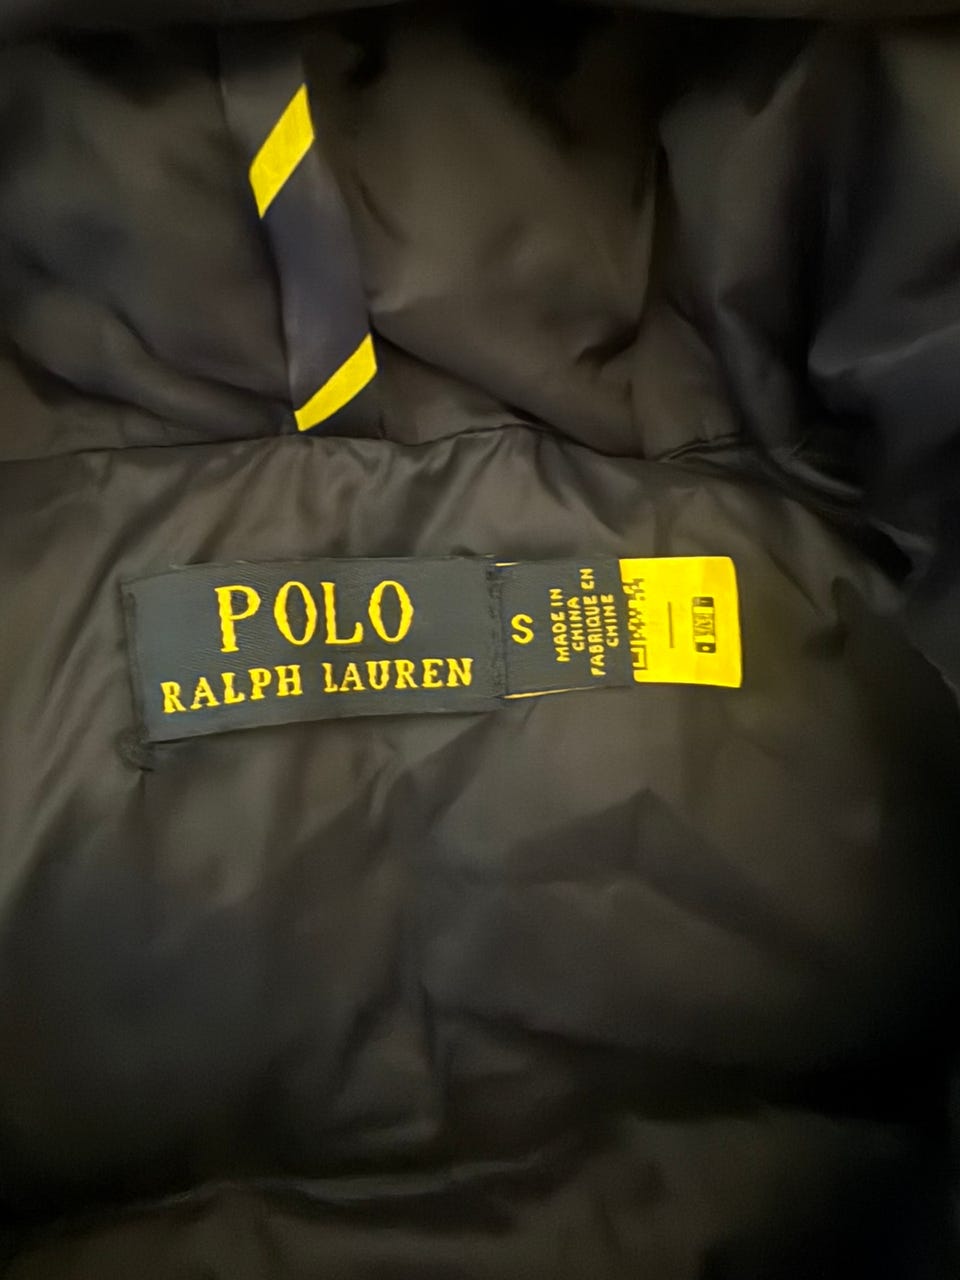 POLO
RALPH LAUREN
S
MADE IN
CHINA
FABRIQUE EN
CHINE